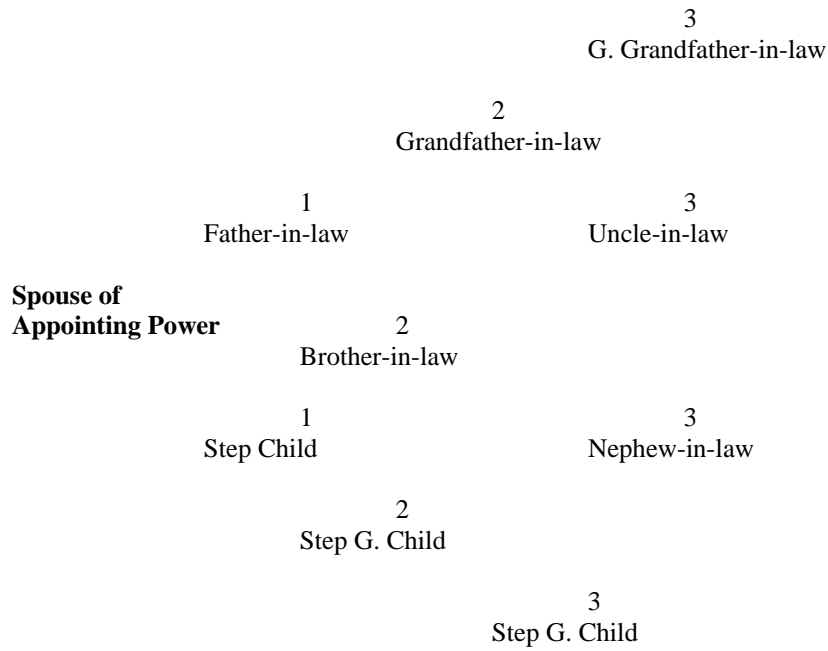 3
G. Grandfather-in-law
2
Grandfather-in-law
1 3
Father-in-law Uncle-in-law
Spouse of
Appointing Power 2
Brother-in-law
1 3
Step Child Nephew-in-law
2
Step G. Child
3
Step G. Child